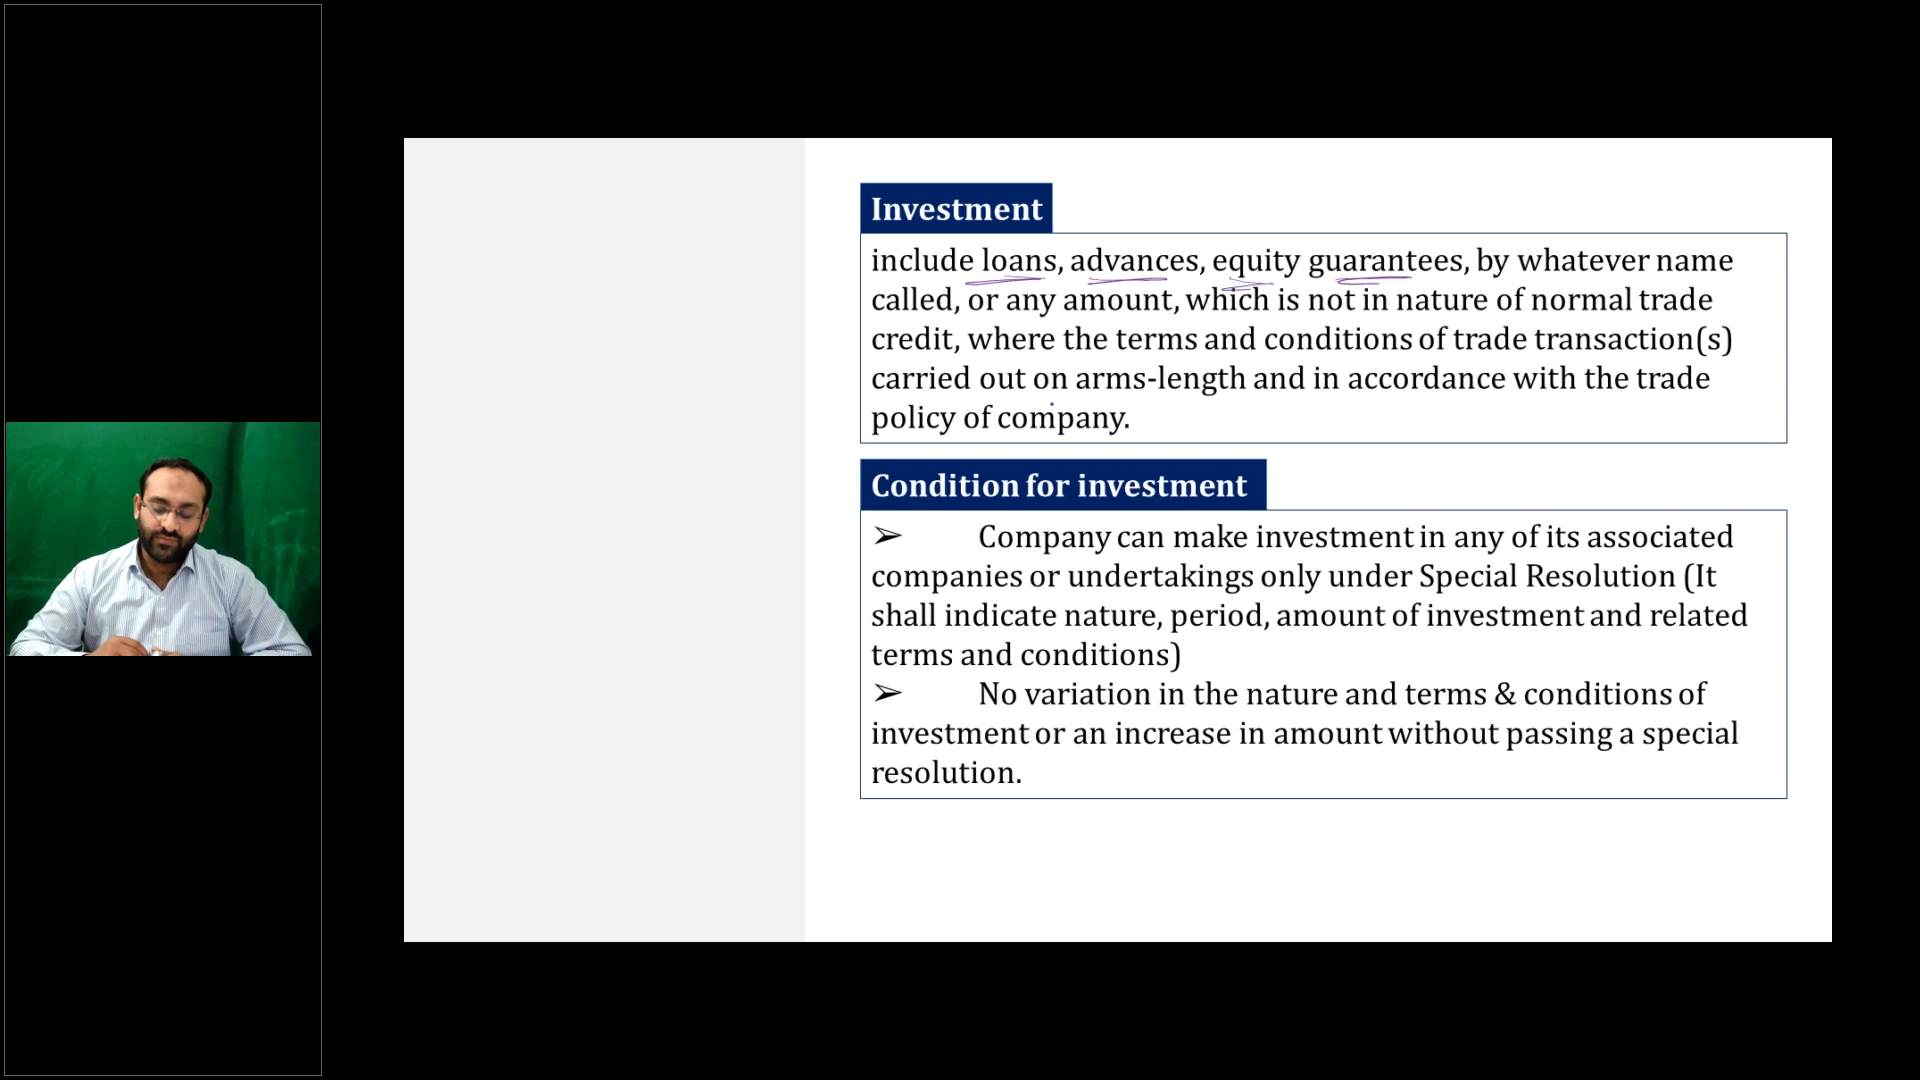 Investment
include loans, advances, equity guarantees, by whatever name
called, or any amount, which is not in nature of normal trade
credit, where the terms and conditions of trade transaction(s)
carried out on arms-length and in accordance with the trade
policy of company.
Condition for investment
➢ Company can make investment in any of its associated
companies or undertakings only under Special Resolution (It
shall indicate nature, period, amount of investment and related
terms and conditions)
➢ No variation in the nature and terms & conditions of
investment or an increase in amount without passing a special
resolution.